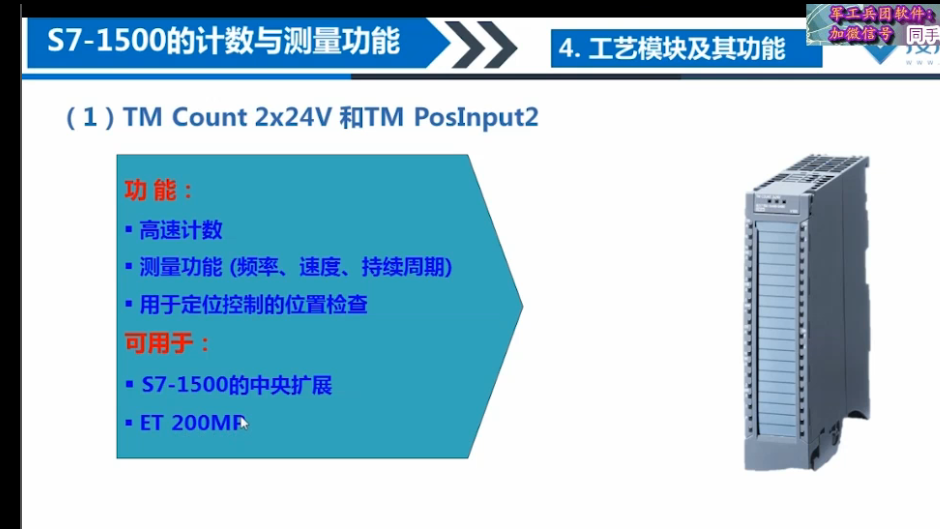 S7-1500的计数与测量功能
4. 工艺模块及其功能
军工兵团软件:
加微信号 同手
（1）TM Count 2x24V 和TM PosInput2
功 能：
▪ 高速计数
▪ 测量功能 (频率、速度、持续周期)
▪ 用于定位控制的位置检查
可用于：
▪ S7-1500的中央扩展
▪ ET 200MP